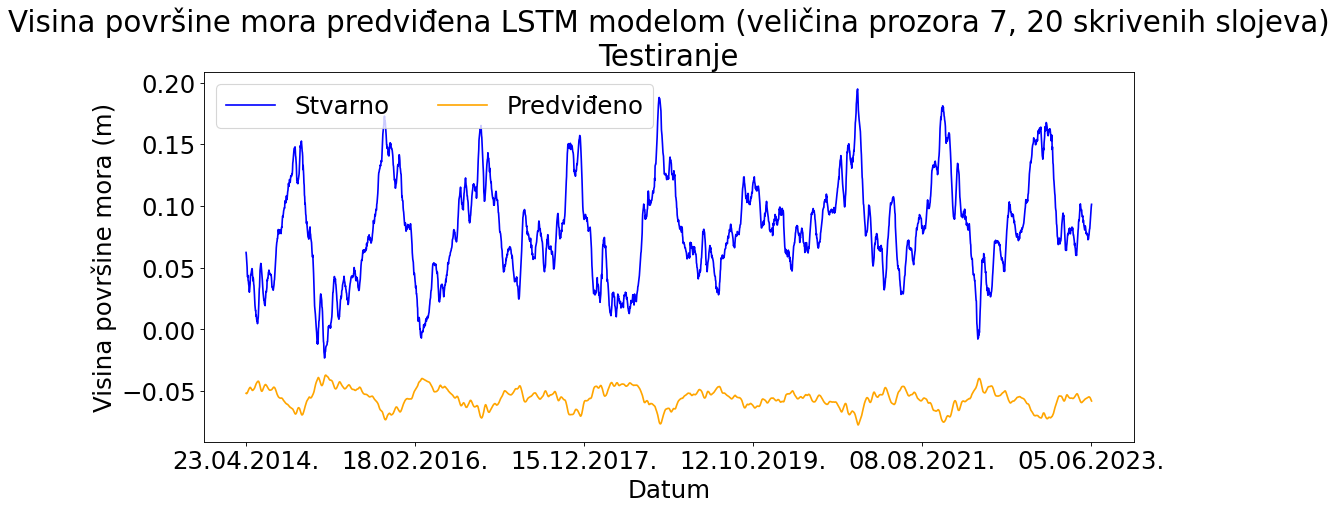 Visina površine mora predviđena LSTM modelom (veličina prozora 7, 20 skrivenih slojeva)
Testiranje
Stvarno
Predviđeno
Visina površine mora (m)
0.20
0.15
0.10
0.05
0.00
−0.05
23.04.2014.
18.02.2016.
15.12.2017.
12.10.2019.
08.08.2021.
05.06.2023.
Datum